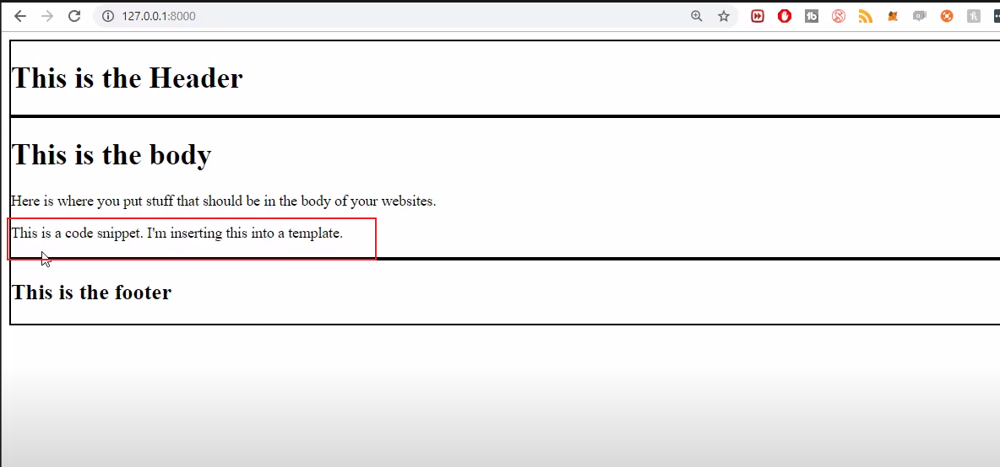 127.0.0.1:8000
This is the Header
This is the body
Here is where you put stuff that should be in the body of your websites.
This is a code snippet. I'm inserting this into a template.
This is the footer